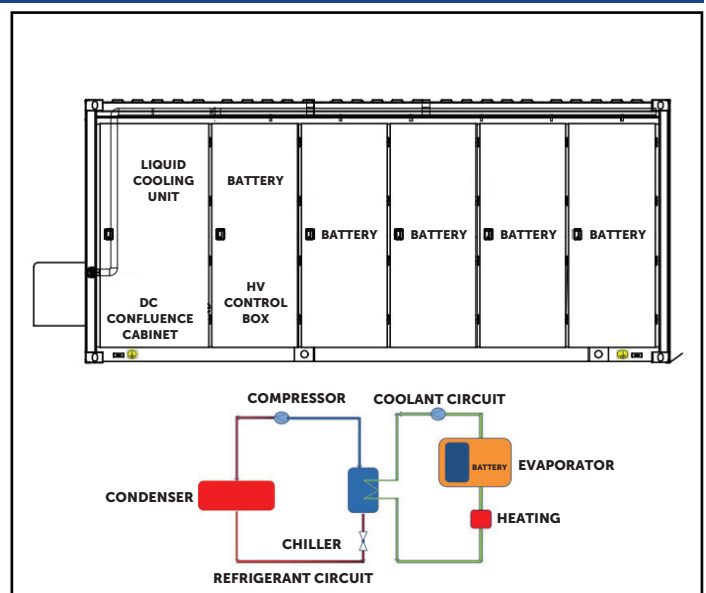 LIQUID
COOLING
UNIT
BATTERY
BATTERY
BATTERY
BATTERY
BATTERY
DC
CONFLUENCE
CABINET
HV
CONTROL
BOX
COMPRESSOR
COOLANT CIRCUIT
BATTERY
EVAPORATOR
CONDENSER
HEATING
CHILLER
REFRIGERANT CIRCUIT